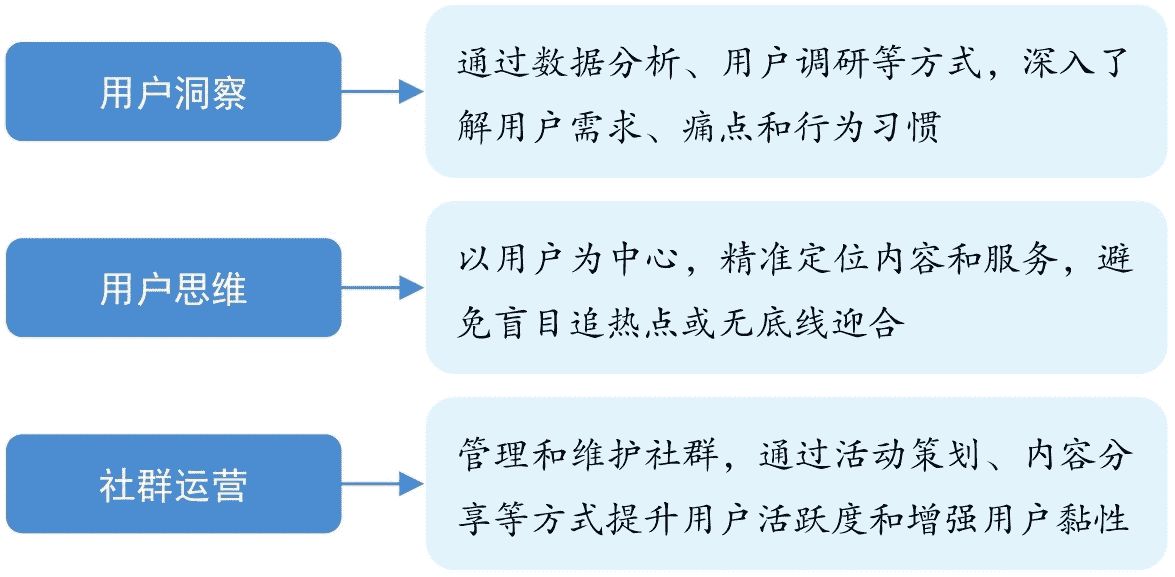 用户洞察
通过数据分析、用户调研等方式，深入了
解用户需求、痛点和行为习惯
用户思维
以用户为中心，精准定位内容和服务，避
免盲目追热点或无底线迎合
社群运营
管理和维护社群，通过活动策划、内容分
享等方式提升用户活跃度和增强用户黏性